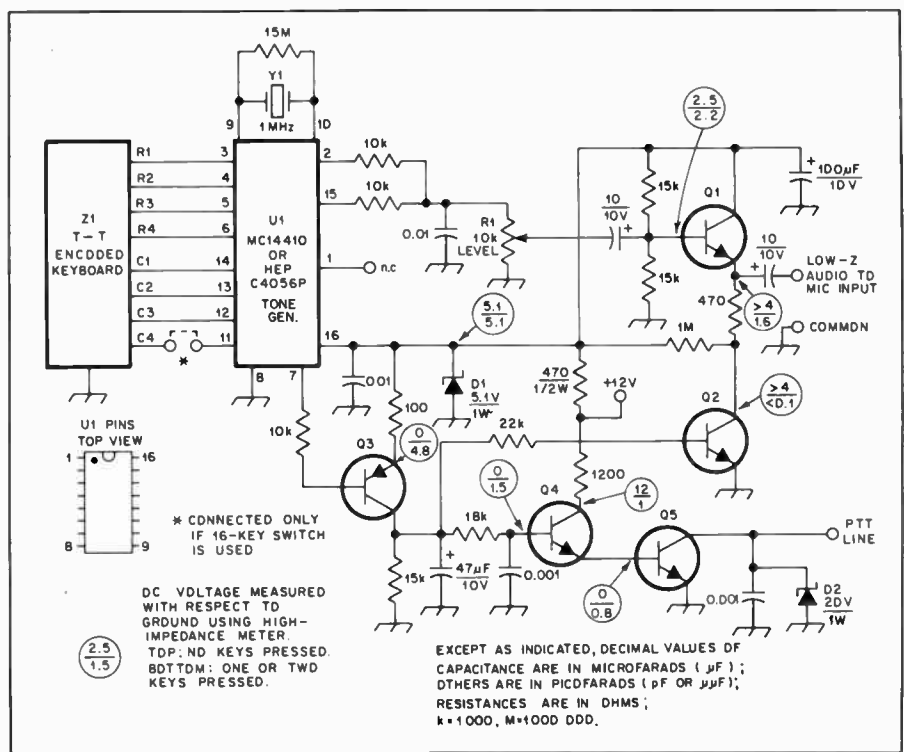 15M
Y1
1MHz
9
10
R1
R2
R3
R4
C1
C2
C3
C4
*
Z1
T-T
ENCODED
KEYBOARD
3
4
5
6
14
13
12
11
U1
MC14410
OR
HEP
C4056P
TONE
GEN.
2
15
1
16
8
7
10k
10k
0.01
R1
10k
LEVEL
n.c
10
10V
15k
15k
2.5
2.2
Q1
100µF
10V
10
10V
LOW-Z
AUDIO TO
MIC INPUT
>4
1.6
470
COMMON
5.1
5.1
1M
0.01
100
D1
5.1V
1W
470
1/2W
+12V
>4
<0.1
Q2
10k
Q3
0
4.8
22k
1200
12
1
0
1.5
Q4
Q5
18k
15k
47µF
10V
0.001
0
0.8
PTT
LINE
0.001
D2
20V
1W
U1 PINS
TOP VIEW
1
16
8
9
* CONNECTED ONLY
IF 16-KEY SWITCH
IS USED
2.5
1.5
DC VOLTAGE MEASURED
WITH RESPECT TO
GROUND USING HIGH-
IMPEDANCE METER.
TOP: NO KEYS PRESSED.
BOTTOM: ONE OR TWO
KEYS PRESSED.
EXCEPT AS INDICATED, DECIMAL VALUES OF
CAPACITANCE ARE IN MICROFARADS (µF);
OTHERS ARE IN PICOFARADS (pF OR µµF);
RESISTANCES ARE IN OHMS;
k=1000, M=1000 000.